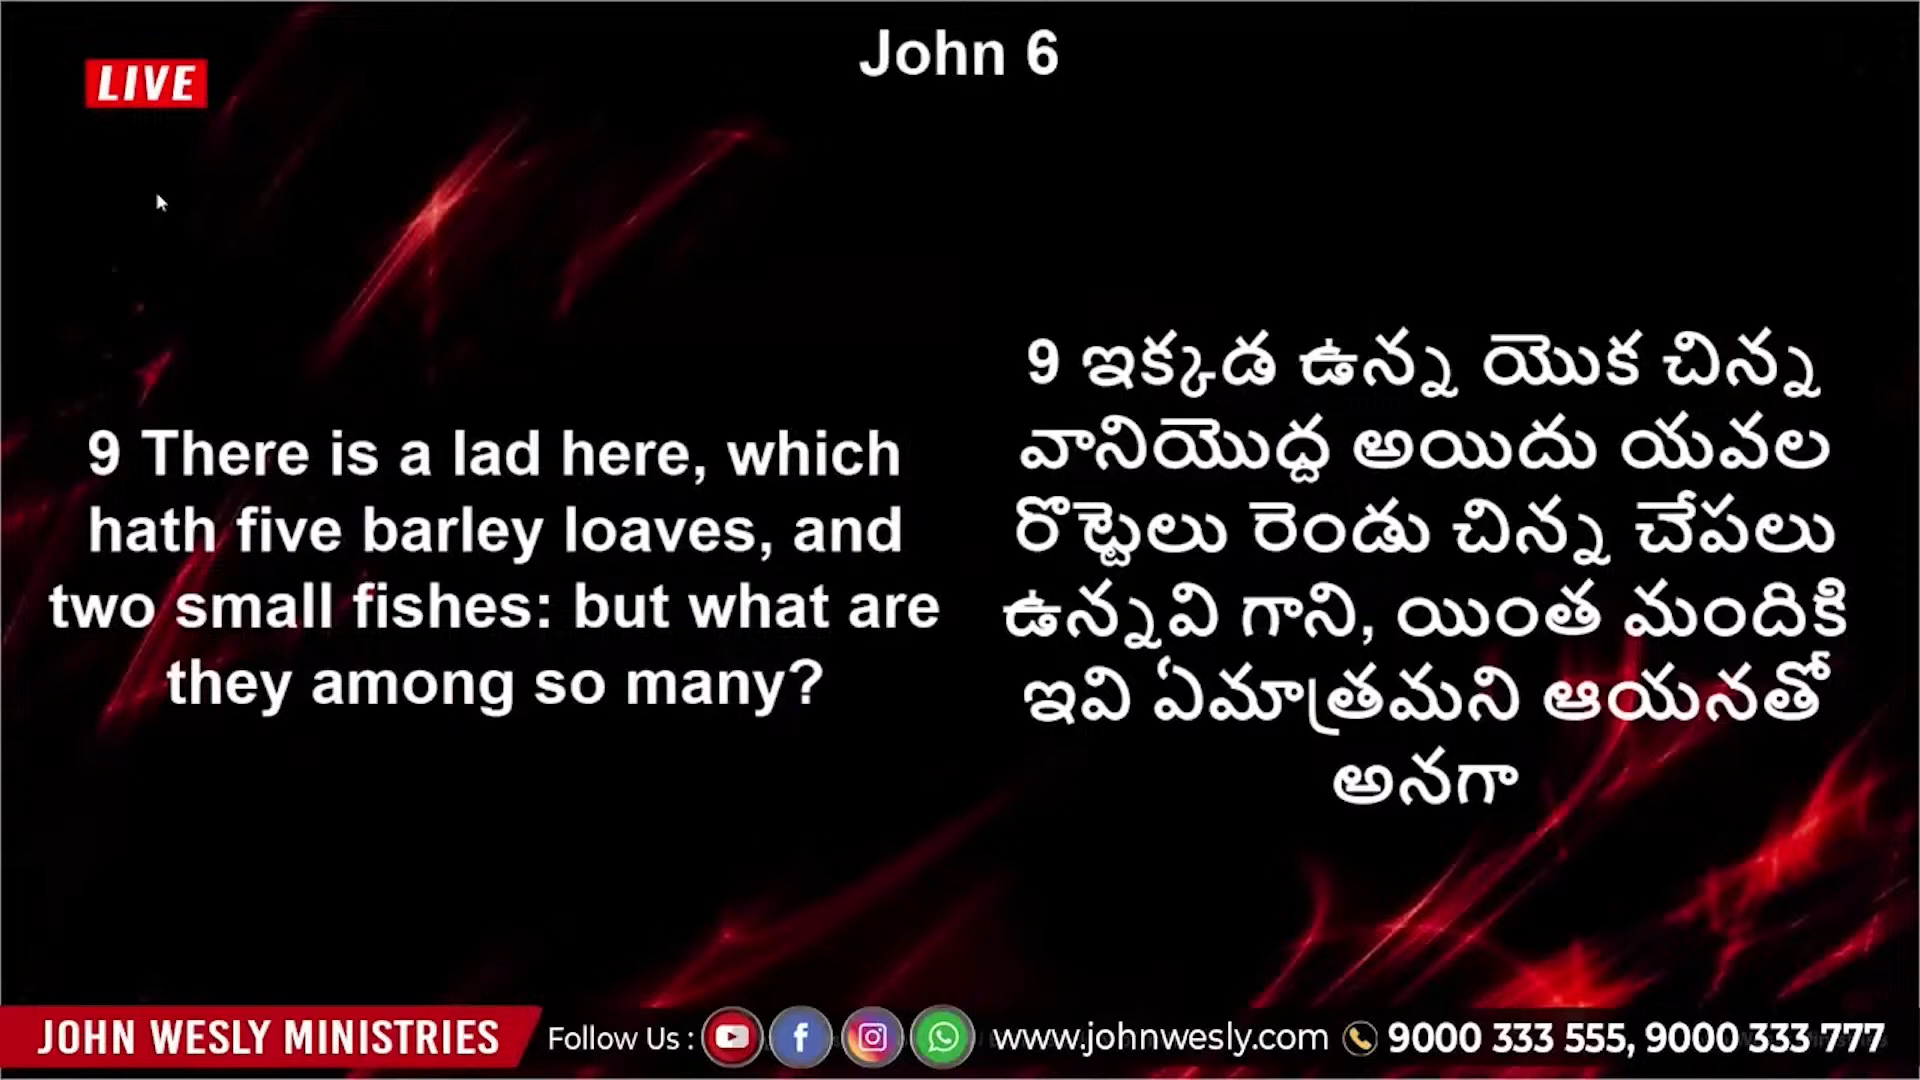 John 6
LIVE
9 There is a lad here, which
hath five barley loaves, and
two small fishes: but what are
they among so many?
9 ఇక్కడ ఉన్న యొక చిన్న
వానియొద్ద అయిదు యవల
రొట్టెలు రెండు చిన్న చేపలు
ఉన్నవి గాని, యింత మందికి
ఇవి ఏమాత్రమని ఆయనతో
అనగా
JOHN WESLY MINISTRIES
Follow Us :
www.johnwesly.com
9000 333 555, 9000 333 777